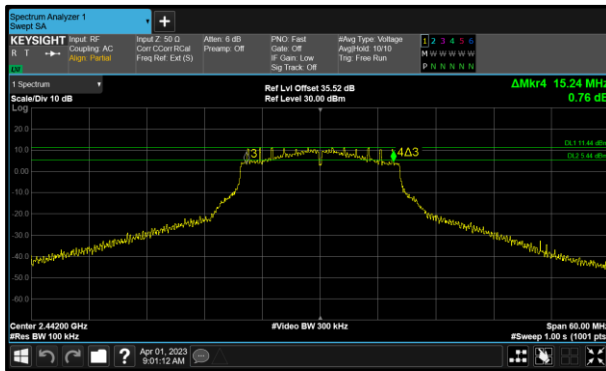 Spectrum Analyzer 1
Swept SA
KEYSIGHT
R T
LXI
Input: RF
Coupling: AC
Align: Partial
Input Z: 50 Ω
Corr CCorr RCal
Freq Ref: Ext (S)
Atten: 6 dB
Preamp: Off
PNO: Fast
Gate: Off
IF Gain: Low
Sig Track: Off
#Avg Type: Voltage
Avg|Hold: 10/10
Trig: Free Run
1 2 3 4 5 6
M W W W W W
P N N N N N
1 Spectrum
Scale/Div 10 dB
Log
Ref Lvl Offset 35.52 dB
Ref Level 30.00 dBm
ΔMkr4 15.24 MHz
0.76 dB
20.0
10.0
0.00
-10.0
-20.0
-30.0
-40.0
-50.0
-60.0
3
4Δ3
DL1 11.44 dBm
DL2 5.44 dBm
Center 2.44200 GHz
#Res BW 100 kHz
#Video BW 300 kHz
Span 60.00 MHz
#Sweep 1.00 s (1001 pts)
?
Apr 01, 2023
9:01:12 AM